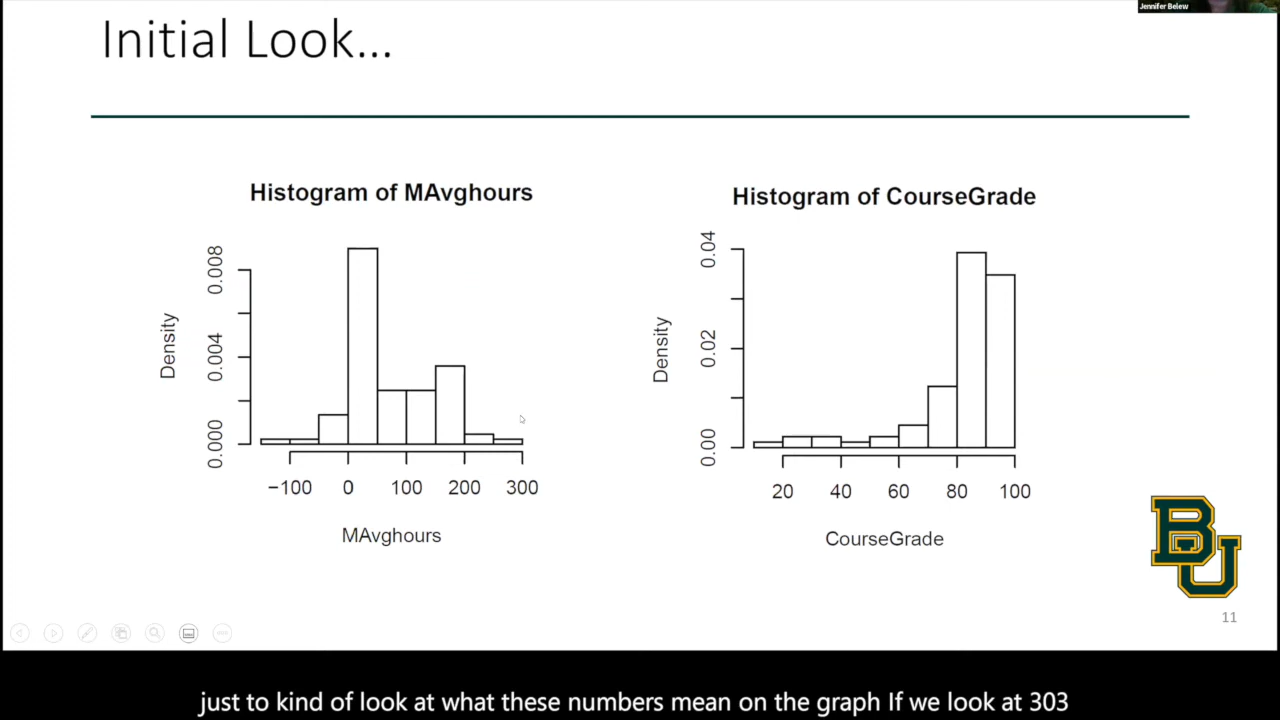 Jennifer Belew
Initial Look...
Histogram of MAvghours
Density
0.000 0.004 0.008
−100 0 100 200 300
MAvghours
Histogram of CourseGrade
Density
0.00 0.02 0.04
20 40 60 80 100
CourseGrade
BU
11
just to kind of look at what these numbers mean on the graph If we look at 303